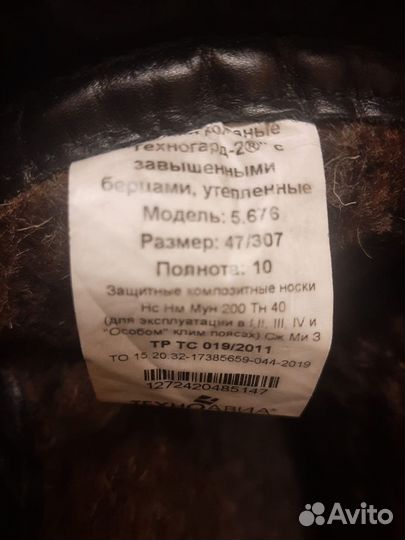 Техногард-2®" с
завышенными
берцами, утепленные
Модель: 5.676
Размер: 47/307
Полнота: 10
Защитные композитные носки
Нс Нм Мун 200 Тн 40
(для эксплуатации в I,II, III, IV и
"Особом" клим поясах) Сж Ми З
ТР ТС 019/2011
ТО 15.20.32-17385659-044-2019
1272420485147
ТЕХНОАВИА®
Avito